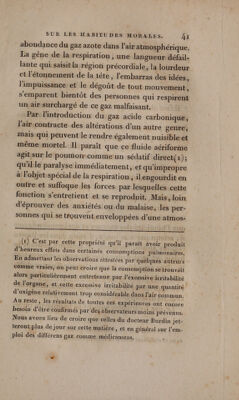 SUR LES HABITUDES MORALES. 41
abondance du gaz azote dans l'air atmosphérique.
La gêne de la respiration, une langueur défail-
lante qui saisit la région précordiale, la lourdeur
et l'étonnement de la tête, l'embarras des idées,
l'impuissance et le dégoût de tout mouvement,
s'emparent bientôt des personnes qui respirent
un air surchargé de ce gaz malfaisant.
Par l'introduction du gaz acide carbonique,
l'air contracte des altérations d'un autre genre,
mais qui peuvent le rendre également nuisible et
même mortel. Il paraît que ce fluide aériforme
agit sur le poumon comme un sédatif direct(1);
qu'il le paralyse immédiatement, et qu'impropre
à l'objet spécial de la respiration, il engourdit en
outre et suffoque les forces par lesquelles cette
fonction s'entretient et se reproduit. Mais, loin
d'éprouver des anxiétés ou du malaise, les per-
sonnes qui se trouvent enveloppées d'une atmos-
(1) C'est par cette propriété qu'il paraît avoir produit
d'heureux effets dans certaines consomptions pulmonaires.
En admettant les observations citées par quelques auteurs
comme vraies, on peut croire que la consomption se trouvait
alors particulièrement entretenue par l'excessive irritabilité
de l'organe, et cette excessive irritabilité par une quantité
d'oxigène relativement trop considérable dans l'air commun.
Au reste, les résultats de toutes ces expériences ont encore
besoin d'être confirmés par des observateurs moins prévenus.
Nous avons lieu de croire que celles du docteur Burdin jet-
teront plus de jour sur cette matière, et en général sur l'em-
ploi des différens gaz comme médicamens.